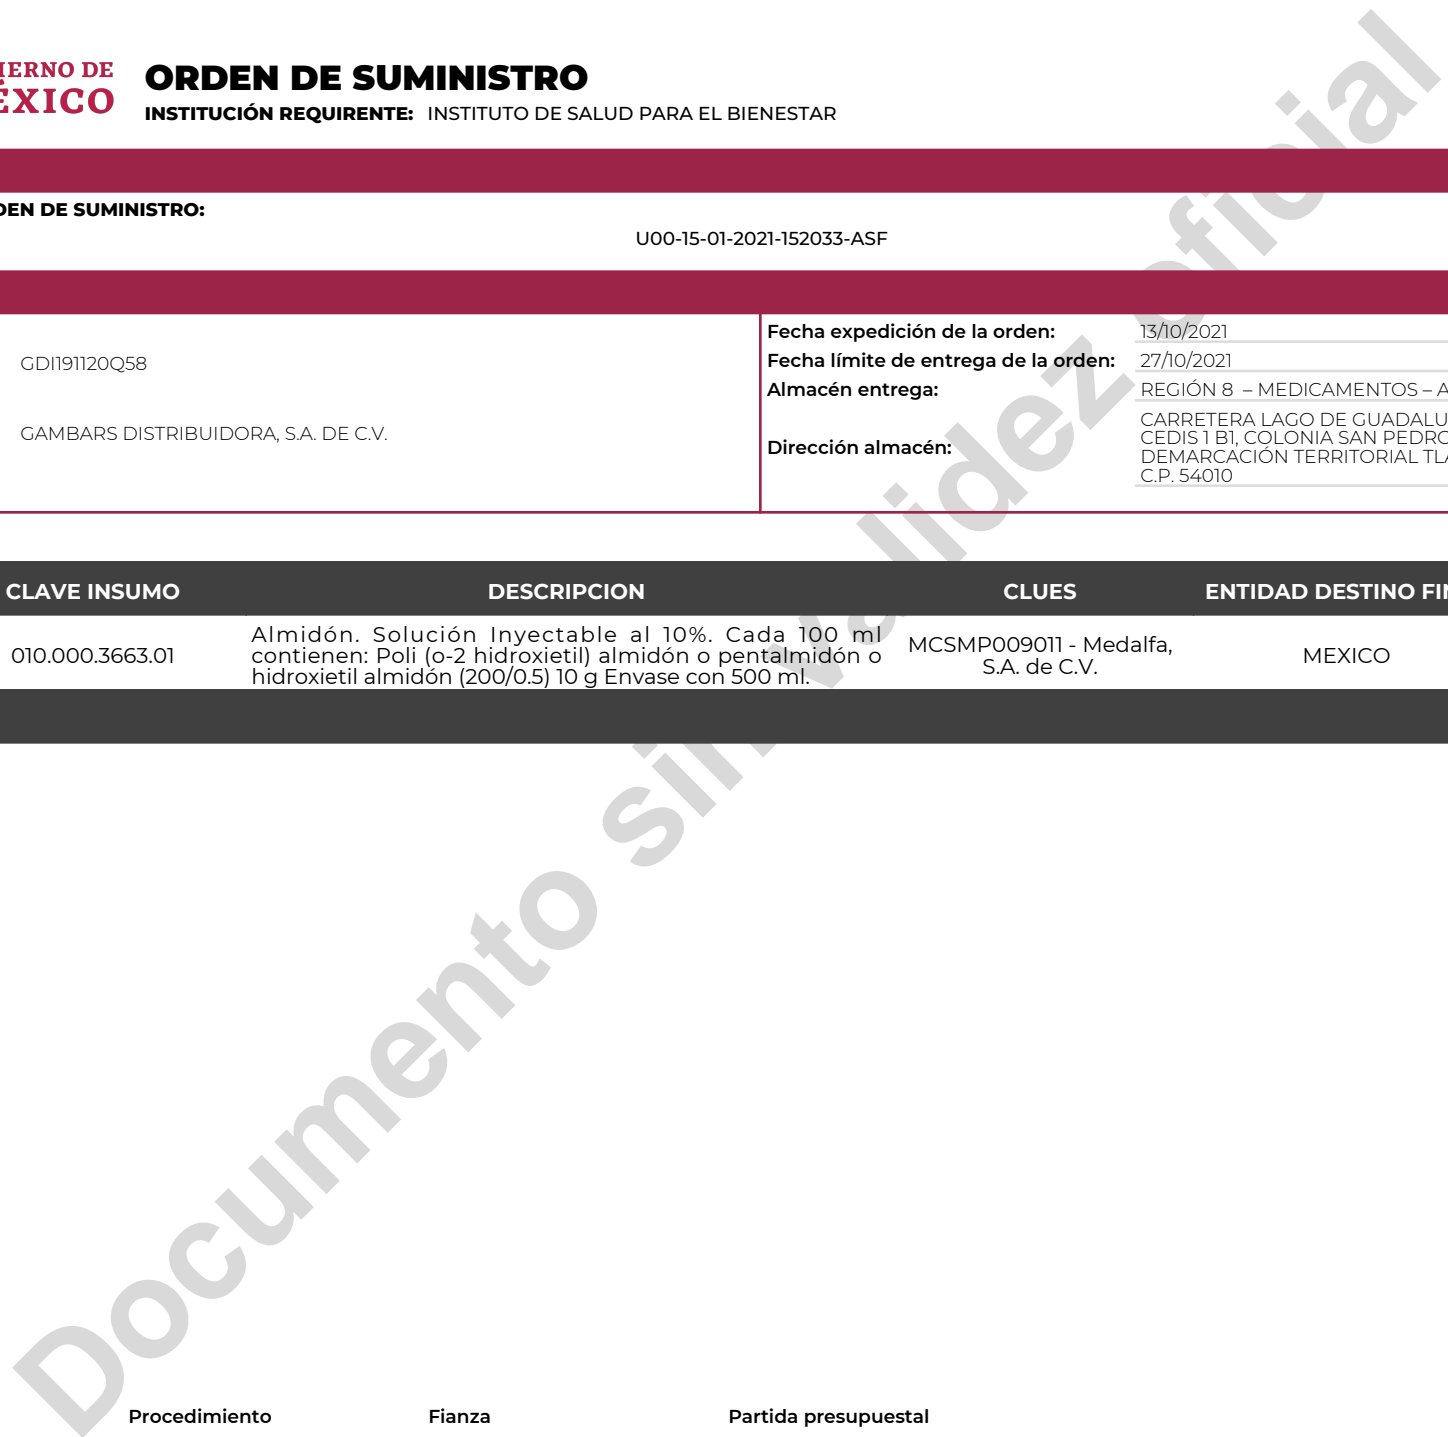 IERNO DE
ÉXICO
ORDEN DE SUMINISTRO
INSTITUCIÓN REQUIRENTE: INSTITUTO DE SALUD PARA EL BIENESTAR
DEN DE SUMINISTRO:
U00-15-01-2021-152033-ASF
GDI191120Q58
GAMBARS DISTRIBUIDORA, S.A. DE C.V.
Fecha expedición de la orden: 13/10/2021
Fecha límite de entrega de la orden: 27/10/2021
Almacén entrega: REGIÓN 8 – MEDICAMENTOS – A
Dirección almacén:
CARRETERA LAGO DE GUADALU
CEDIS 1 B1, COLONIA SAN PEDRO
DEMARCACIÓN TERRITORIAL TLA
C.P. 54010
CLAVE INSUMO DESCRIPCION CLUES ENTIDAD DESTINO FIN
010.000.3663.01
Almidón. Solución Inyectable al 10%. Cada 100 ml
contienen: Poli (o-2 hidroxietil) almidón o pentalmidón o
hidroxietil almidón (200/0.5) 10 g Envase con 500 ml.
MCSMP009011 - Medalfa,
S.A. de C.V.
MEXICO
Documento sin validez oficial
Procedimiento Fianza Partida presupuestal